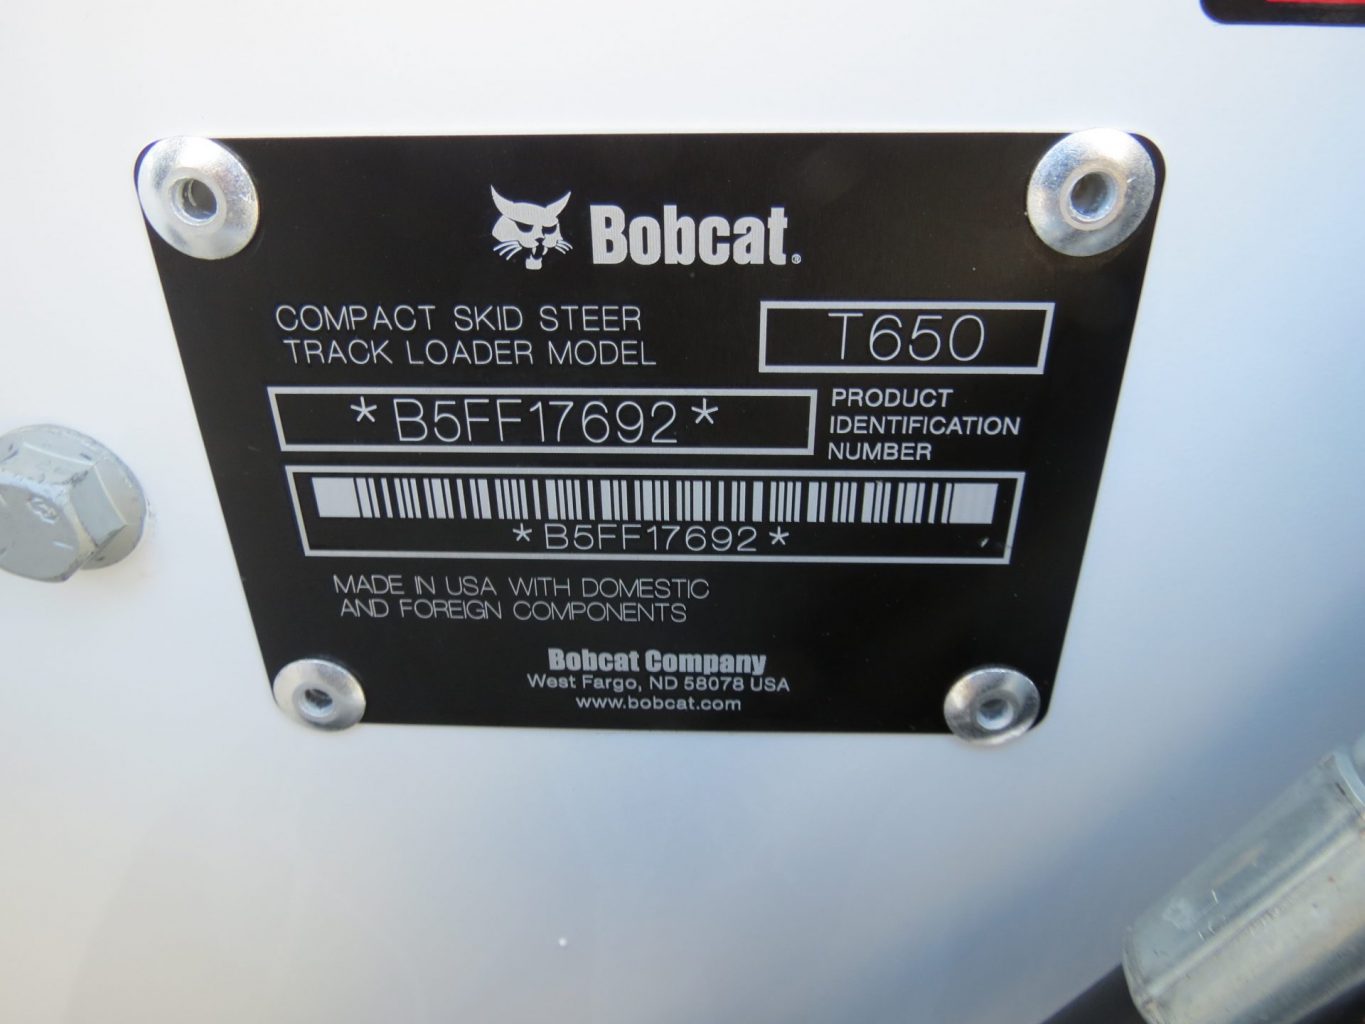 Bobcat®
COMPACT SKID STEER
TRACK LOADER MODEL
T650
*B5FF17692*
PRODUCT
IDENTIFICATION
NUMBER
*B5FF17692*
MADE IN USA WITH DOMESTIC
AND FOREIGN COMPONENTS
Bobcat Company
West Fargo, ND 58078 USA
www.bobcat.com